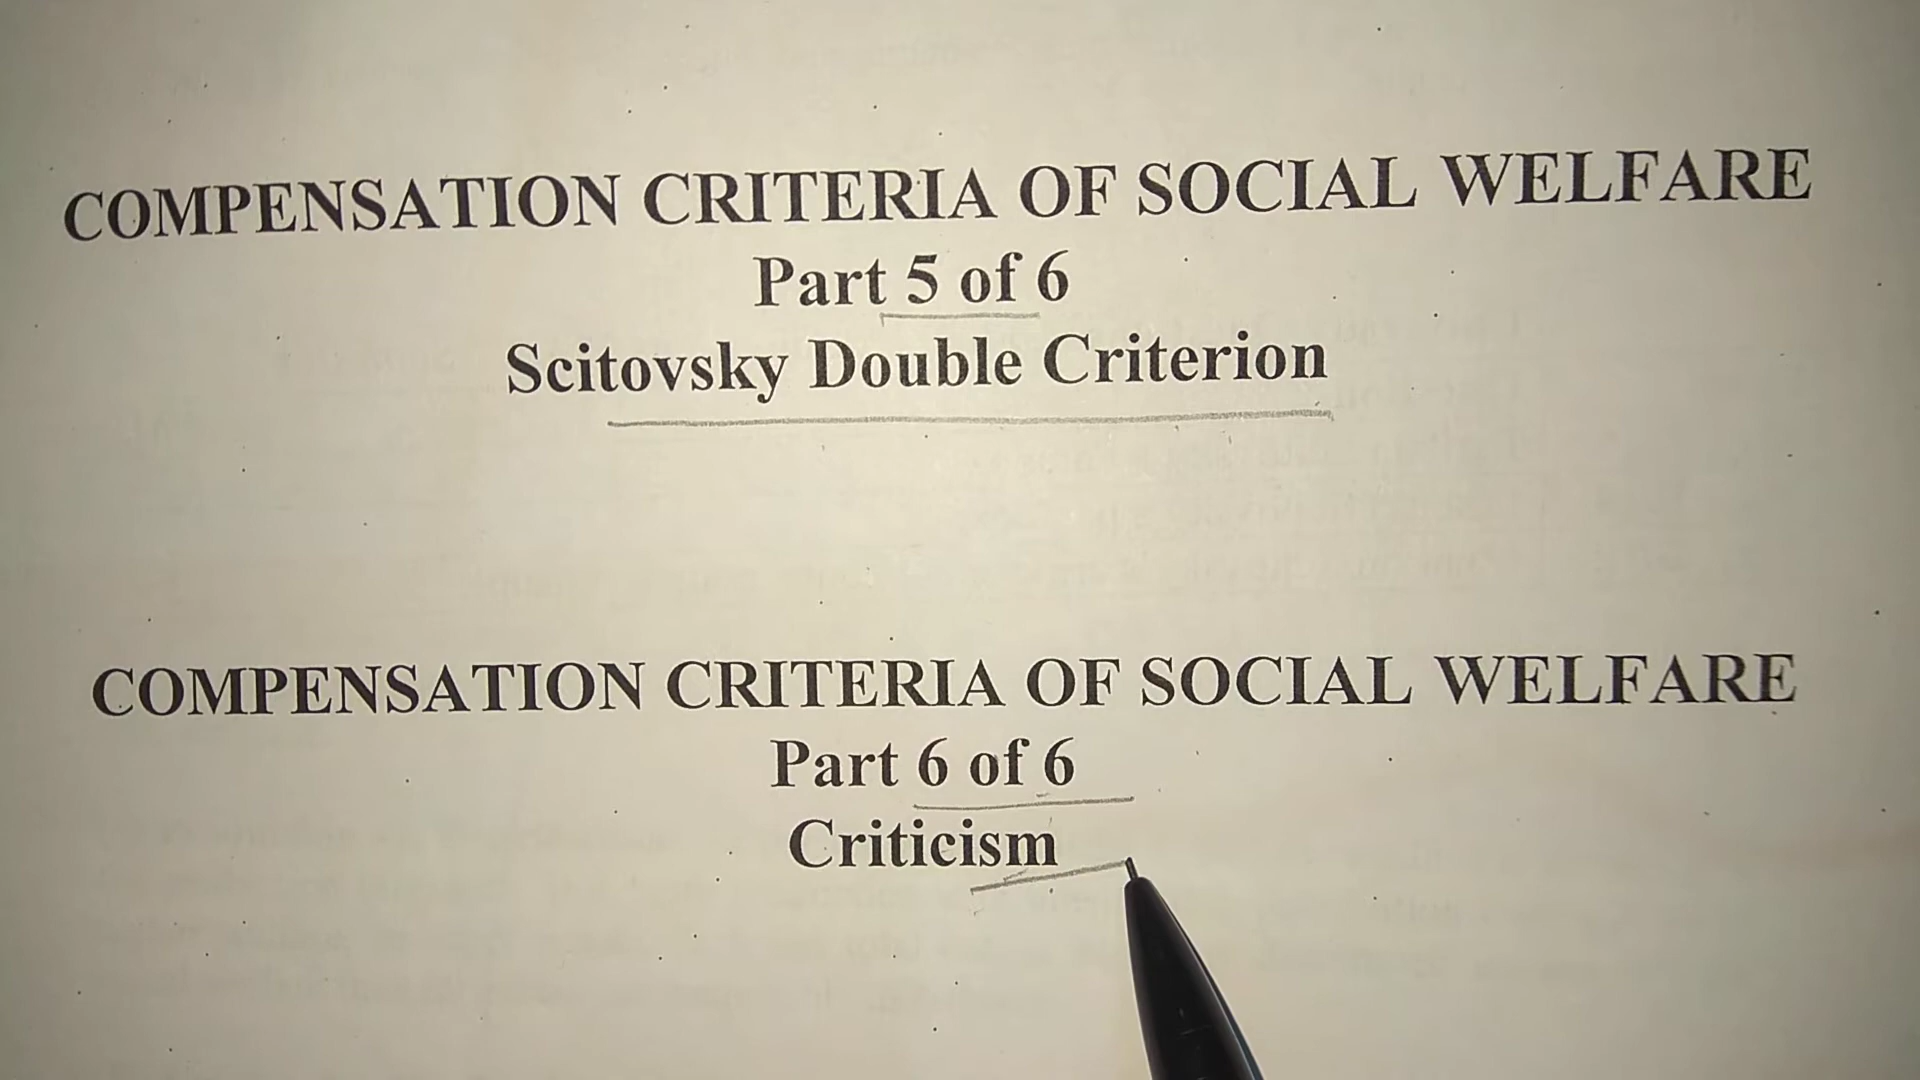 COMPENSATION CRITERIA OF SOCIAL WELFARE
Part 5 of 6
Scitovsky Double Criterion
COMPENSATION CRITERIA OF SOCIAL WELFARE
Part 6 of 6
Criticism